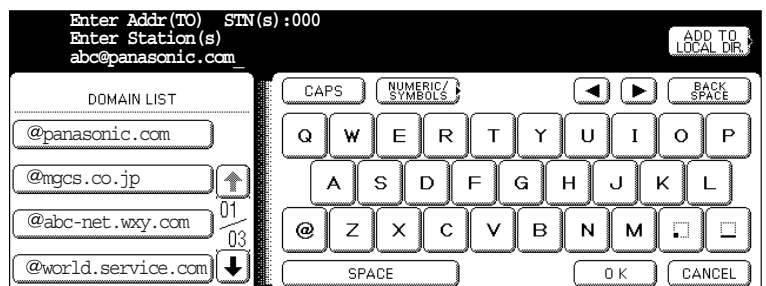 Enter Addr(TO) STN(s):000
Enter Station(s)
abc@panasonic.com_
ADD TO
LOCAL DIR.
DOMAIN LIST
@panasonic.com
@mgcs.co.jp
@abc-net.wxy.com
@world.service.com
01
03
CAPS
NUMERIC/
SYMBOLS
BACK
SPACE
Q W E R T Y U I O P
A S D F G H J K L
@ Z X C V B N M . _
SPACE
OK
CANCEL